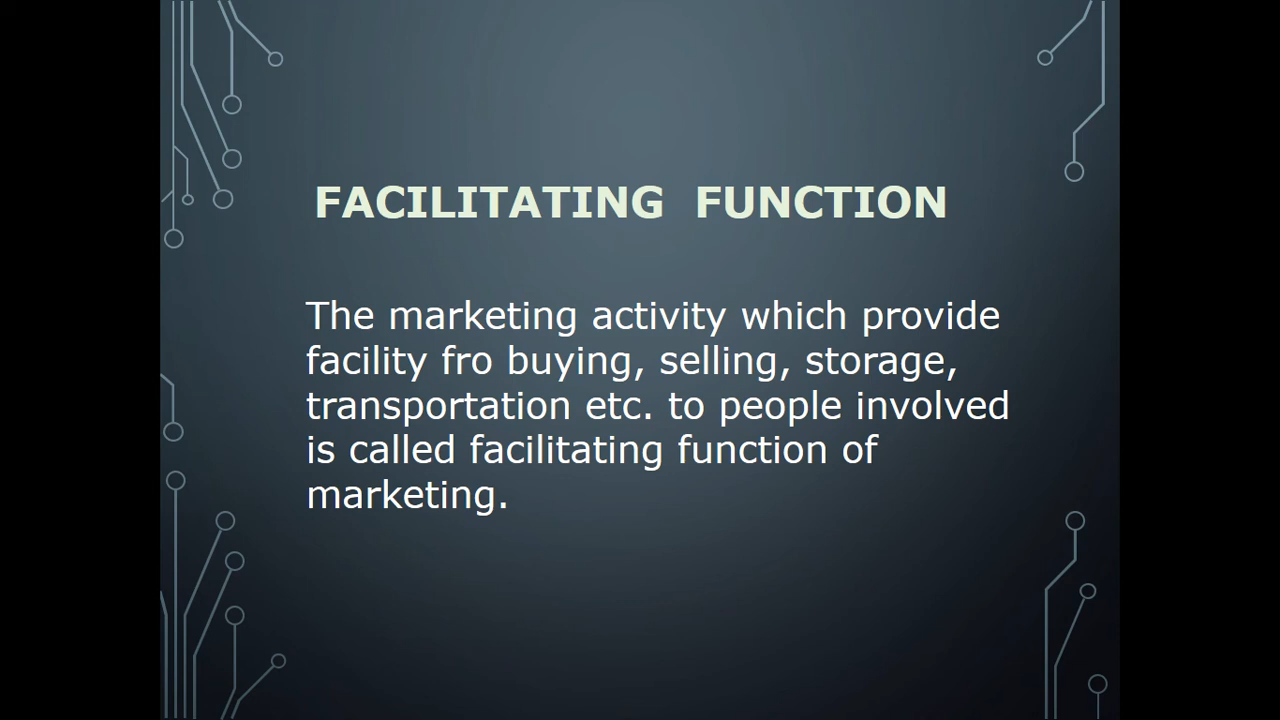 FACILITATING FUNCTION
The marketing activity which provide
facility fro buying, selling, storage,
transportation etc. to people involved
is called facilitating function of
marketing.